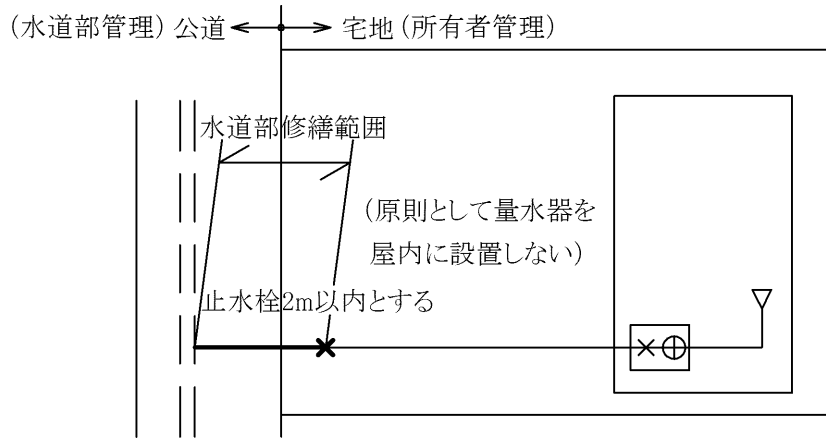 (水道部管理) 公道 宅地 (所有者管理)
水道部修繕範囲
(原則として量水器を
屋内に設置しない)
止水栓2m以内とする